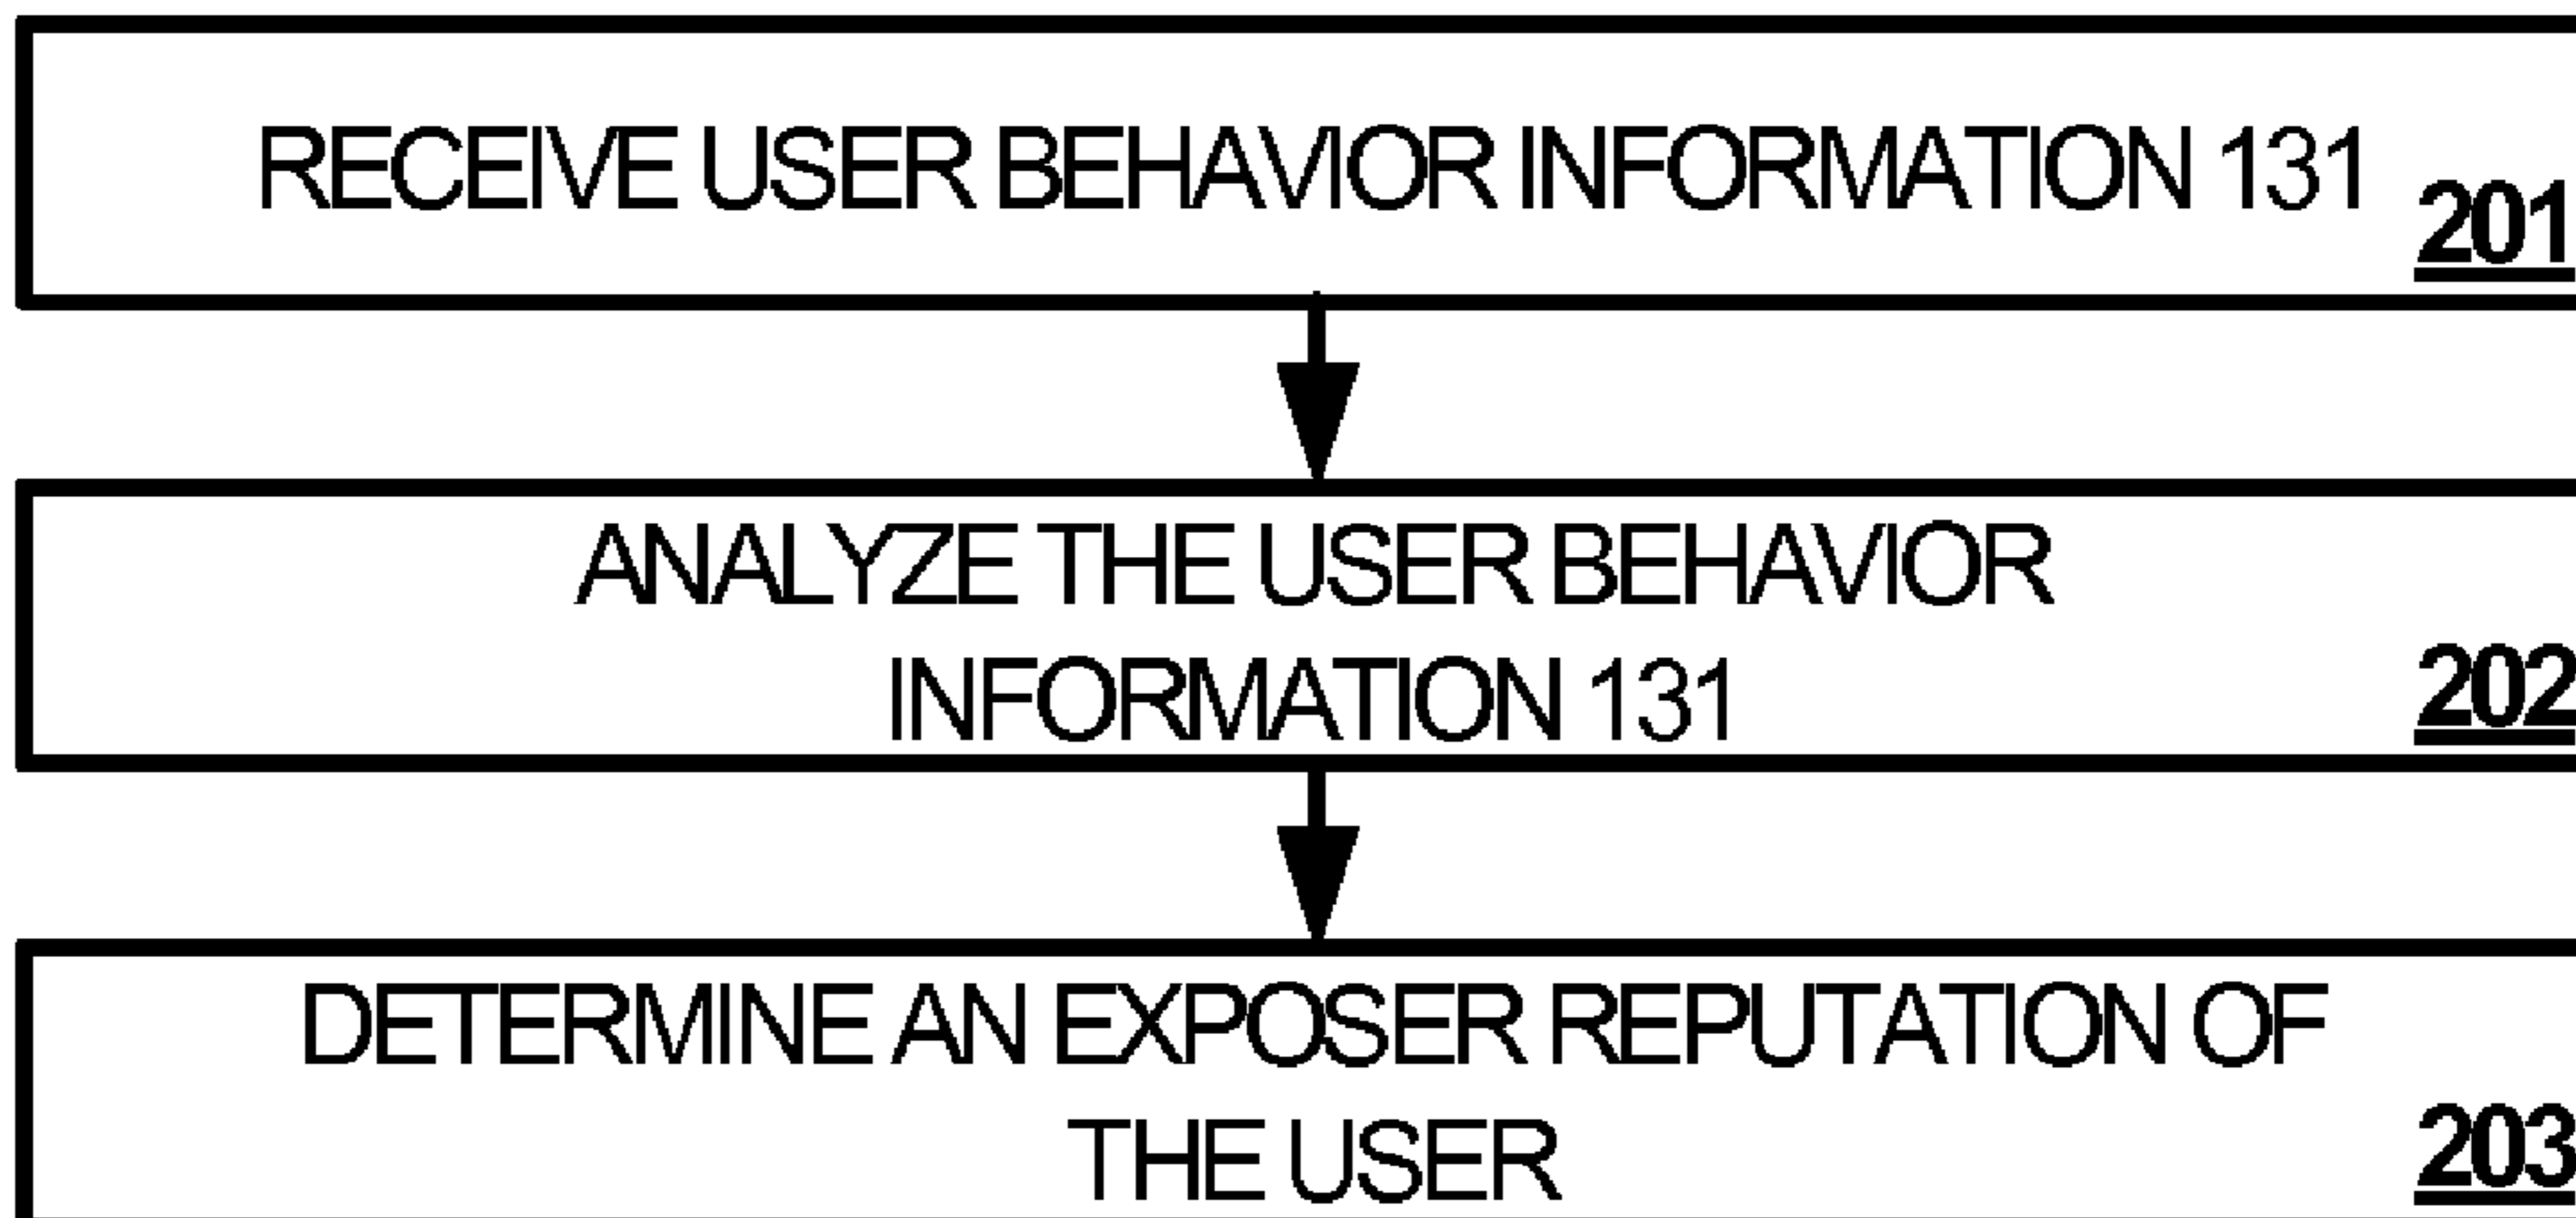 RECEIVE USER BEHAVIOR INFORMATION 131
201
ANALYZE THE USER BEHAVIOR
INFORMATION 131
202
DETERMINE AN EXPOSER REPUTATION OF
THE USER
203